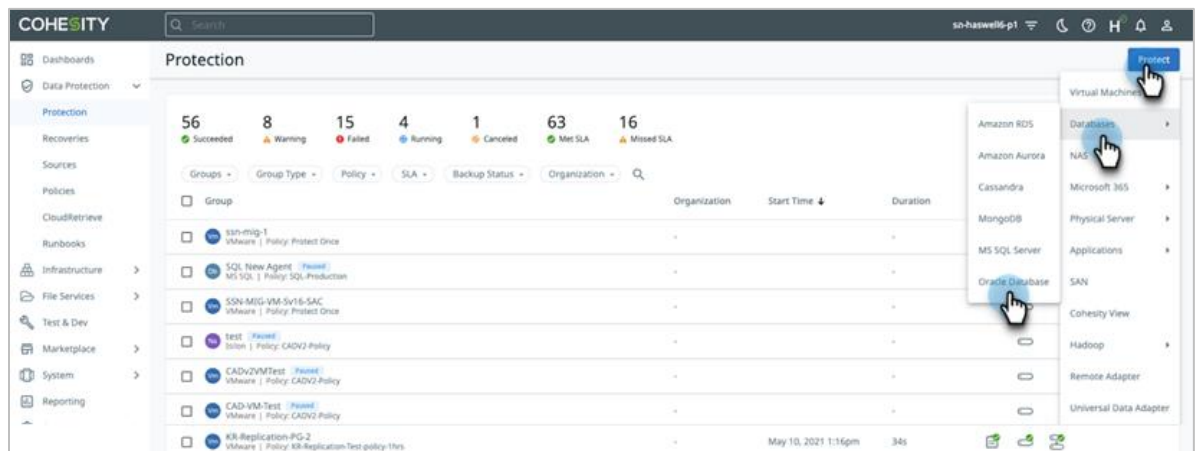 COHESITY
Search
sn-haswell6-p1
H
Dashboards
Data Protection
Protection
Recoveries
Sources
Policies
CloudRetrieve
Runbooks
Infrastructure
File Services
Test & Dev
Marketplace
System
Reporting
Protection
Protect
56 8 15 4 1 63 16
Succeeded Warning Failed Running Canceled Met SLA Missed SLA
Groups Group Type Policy SLA Backup Status Organization
Group Organization Start Time Duration
ssn-mig-1 - -
VMware | Policy: Protect Once
SQL New Agent Paused - -
MS SQL | Policy: SQL-Production
SSN-MIG-VM-Sv16-SAC - -
VMware | Policy: Protect Once
test Paused - -
Isilon | Policy: CADV2-Policy
CADv2VMTest Paused - -
VMware | Policy: CADV2-Policy
CAD-VM-Test Paused - -
VMware | Policy: CADV2-Policy
KR-Replication-PG-2 - May 10, 2021 1:16pm 34s
VMware | Policy: KR-Replication-Test-policy-1hrs
Virtual Machines
Databases
NAS
Microsoft 365
Physical Server
Applications
SAN
Cohesity View
Hadoop
Remote Adapter
Universal Data Adapter
Amazon RDS
Amazon Aurora
Cassandra
MongoDB
MS SQL Server
Oracle Database